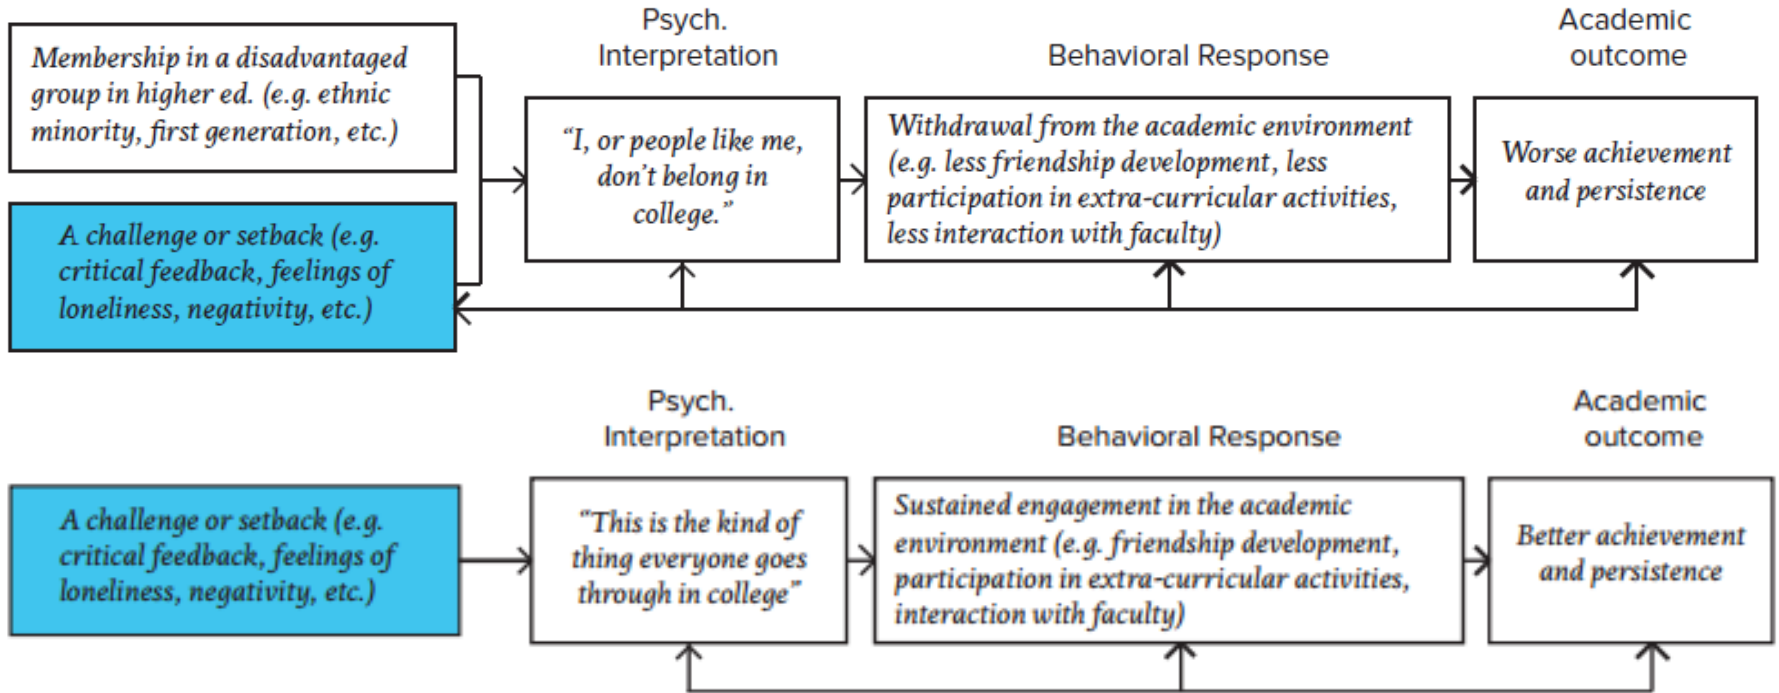 Psych.
Interpretation
Behavioral Response
Academic
outcome
Membership in a disadvantaged
group in higher ed. (e.g. ethnic
minority, first generation, etc.)
A challenge or setback (e.g.
critical feedback, feelings of
loneliness, negativity, etc.)
“I, or people like me,
don’t belong in
college.”
Withdrawal from the academic environment
(e.g. less friendship development, less
participation in extra-curricular activities,
less interaction with faculty)
Worse achievement
and persistence
Psych.
Interpretation
Behavioral Response
Academic
outcome
A challenge or setback (e.g.
critical feedback, feelings of
loneliness, negativity, etc.)
“This is the kind of
thing everyone goes
through in college”
Sustained engagement in the academic
environment (e.g. friendship development,
participation in extra-curricular activities,
interaction with faculty)
Better achievement
and persistence